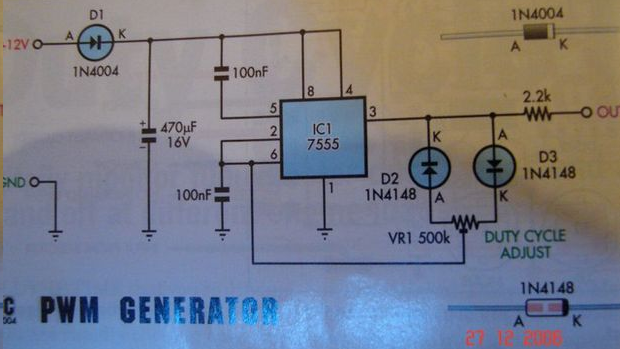 D1
1N4004
-12V
A
K
A
K
1N4004
100nF
8
4
5
3
2.2k
OU
2
IC1
470µF
6
7555
K
A
16V
D3
D2
1N4148
100nF
1
1N4148
A
K
GND
VR1 500k
DUTY CYCLE
ADJUST
1N4148
C
PWM GENERATOR
A
K
27 12 2006